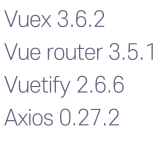 Vuex 3.6.2
Vue router 3.5.1
Vuetify 2.6.6
Axios 0.27.2